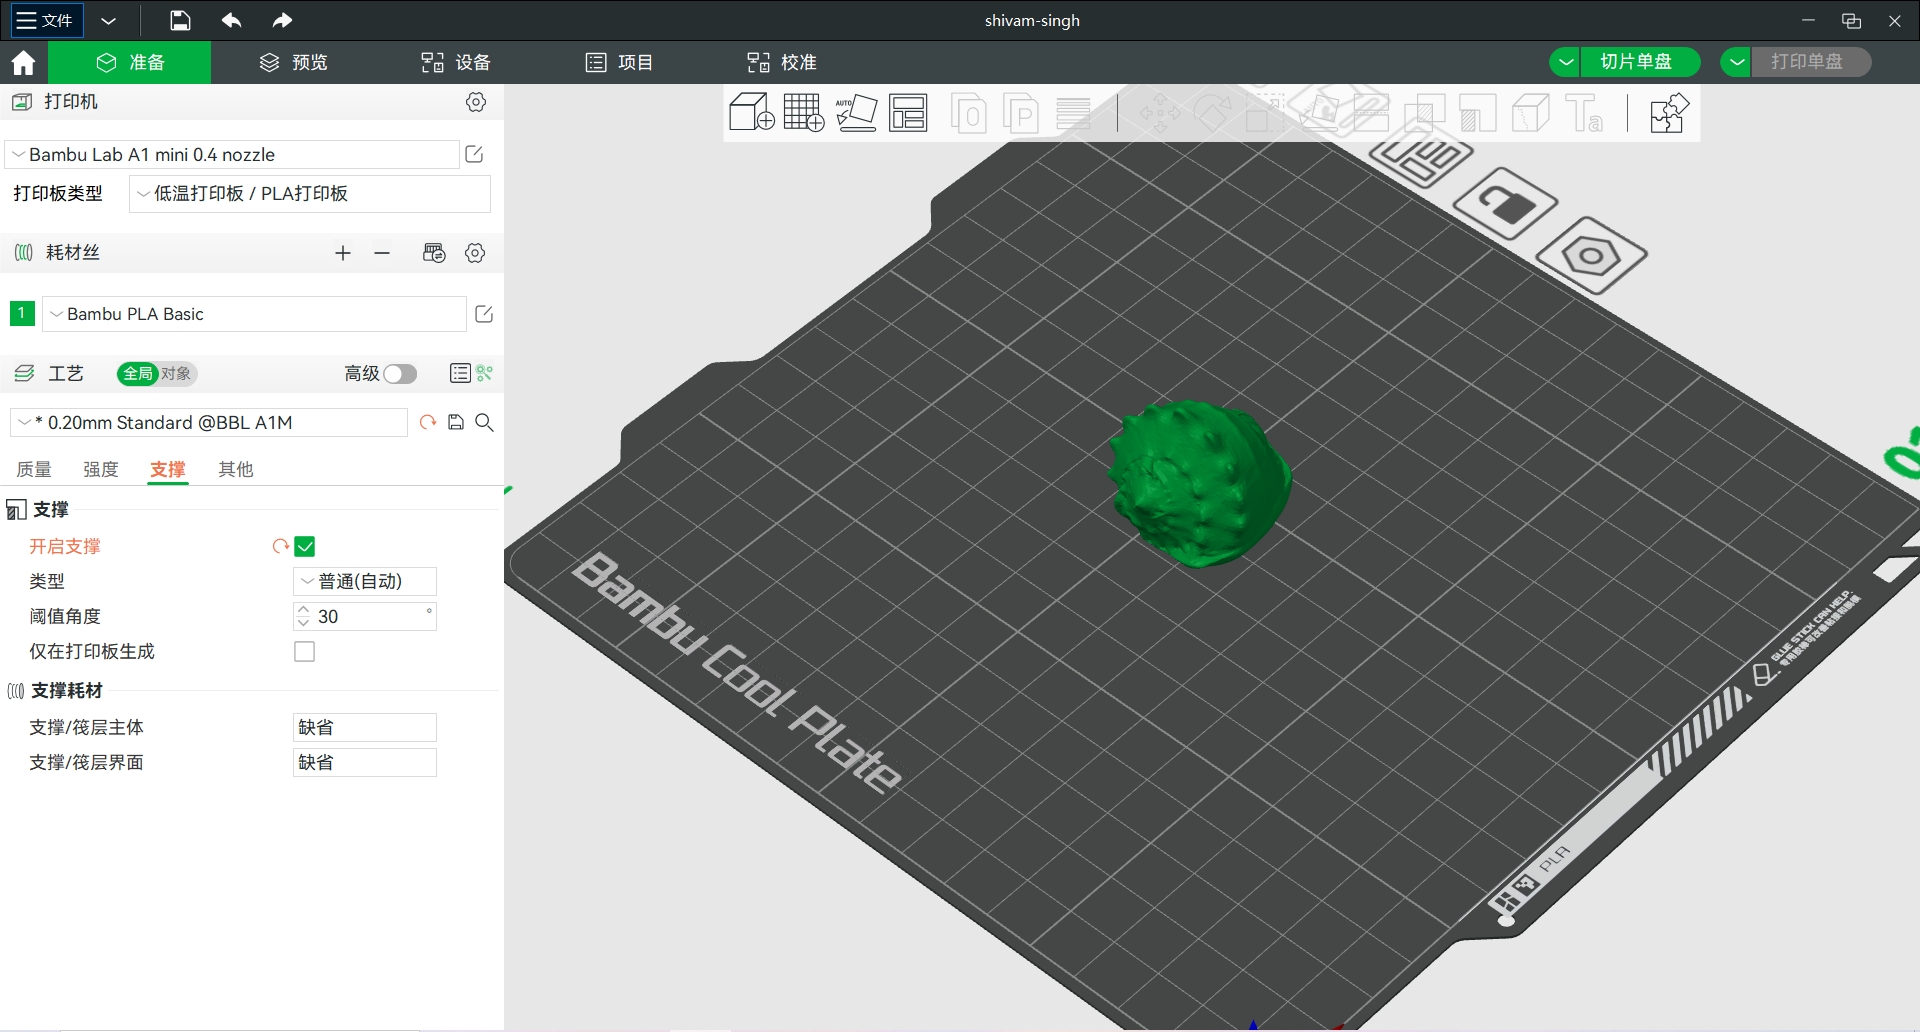 文件
shivam-singh
准备
预览
设备
项目
校准
切片单盘
打印单盘
打印机
Bambu Lab A1 mini 0.4 nozzle
打印板类型
低温打印板 / PLA打印板
耗材丝
1
Bambu PLA Basic
工艺
全局
对象
高级
* 0.20mm Standard @BBL A1M
质量
强度
支撑
其他
支撑
开启支撑
类型
普通(自动)
阈值角度
30
°
仅在打印板生成
支撑耗材
支撑/筏层主体
缺省
支撑/筏层界面
缺省
AUTO
Ta
Bambu Cool Plate
GLUE STICK CAN HELP.
PLA